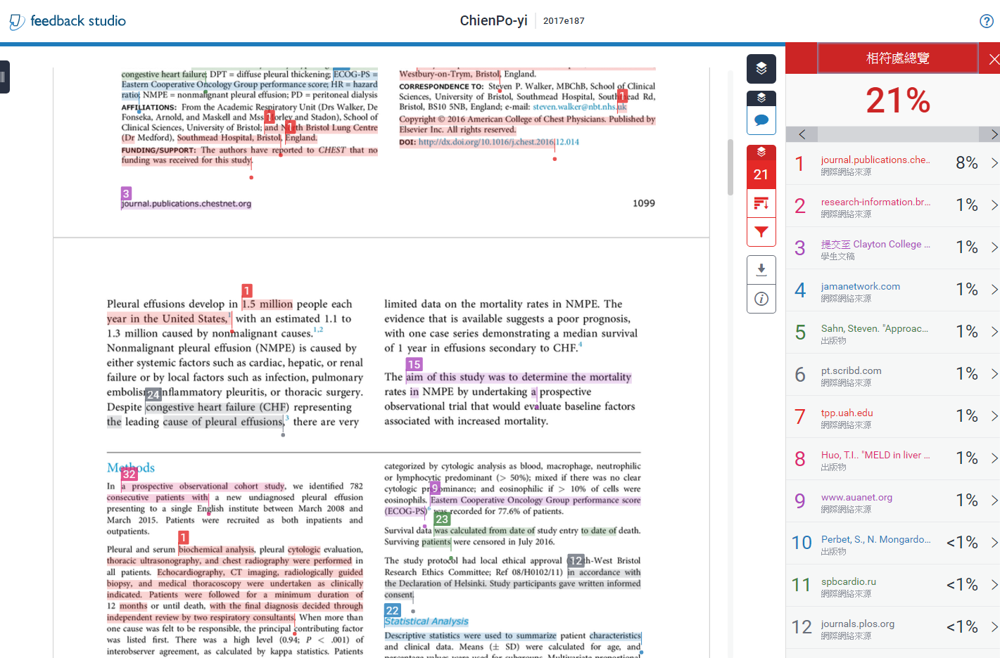 feedback studio
ChienPo-yi
2017e187
congestive heart failure; DPT = diffuse pleural thickening; ECOG-PS =
Eastern Cooperative Oncology Group performance score; HR = hazard
ratio; NMPE = nonmalignant pleural effusion; PD = peritoneal dialysis
AFFILIATIONS: From the Academic Respiratory Unit (Drs Walker, De
Fonseka, Arnold, and Maskell and Mss Morley and Stadon), School of
Clinical Sciences, University of Bristol; and North Bristol Lung Centre
(Dr Medford), Southmead Hospital, Bristol, England.
FUNDING/SUPPORT: The authors have reported to CHEST that no
funding was received for this study.
1
1
3
journal.publications.chestnet.org
Westbury-on-Trym, Bristol, England.
CORRESPONDENCE TO: Steven P. Walker, MBChB, School of Clinical
Sciences, University of Bristol, Southmead Hospital, Southmead Rd,
Bristol, BS10 5NB, England; e-mail: steven.walker@nbt.nhs.uk
1
Copyright © 2016 American College of Chest Physicians. Published by
Elsevier Inc. All rights reserved.
DOI: http://dx.doi.org/10.1016/j.chest.2016.12.014
1099
1
Pleural effusions develop in 1.5 million people each
year in the United States,1 with an estimated 1.1 to
1.3 million caused by nonmalignant causes.1,2
Nonmalignant pleural effusion (NMPE) is caused by
either systemic factors such as cardiac, hepatic, or renal
failure or by local factors such as infection, pulmonary
embolism, inflammatory pleuritis, or thoracic surgery.
24
Despite congestive heart failure (CHF) representing
the leading cause of pleural effusions,3 there are very
limited data on the mortality rates in NMPE. The
evidence that is available suggests a poor prognosis,
with one case series demonstrating a median survival
of 1 year in effusions secondary to CHF.4
15
The aim of this study was to determine the mortality
rates in NMPE by undertaking a prospective
observational trial that would evaluate baseline factors
associated with increased mortality.
Methods
32
In a prospective observational cohort study, we identified 782
consecutive patients with a new undiagnosed pleural effusion
presenting to a single English institute between March 2008 and
March 2015. Patients were recruited as both inpatients and
outpatients.
1
Pleural and serum biochemical analysis, pleural cytologic evaluation,
thoracic ultrasonography, and chest radiography were performed in
all patients. Echocardiography, CT imaging, radiologically guided
biopsy, and medical thoracoscopy were undertaken as clinically
indicated. Patients were followed for a minimum duration of
12 months or until death, with the final diagnosis decided through
independent review by two respiratory consultants. When more than
one cause was felt to be responsible, the principal contributing factor
was listed first. There was a high level (0.94; P < .001) of
interobserver agreement, as calculated by kappa statistics. Patients
categorized by cytologic analysis as blood, macrophage, neutrophilic
or lymphocytic predominant (> 50%); mixed if there was no clear
cytologic predominance; and eosinophilic if > 10% of cells were
9
eosinophils. Eastern Cooperative Oncology Group performance score
(ECOG-PS)6 was recorded for 77.6% of patients.
23
Survival data was calculated from date of study entry to date of death.
Surviving patients were censored in July 2016.
The study protocol had local ethical approval (South-West Bristol
12
Research Ethics Committee; Ref 08/H0102/11) in accordance with
the Declaration of Helsinki. Study participants gave written informed
consent.
22
Statistical Analysis
Descriptive statistics were used to summarize patient characteristics
and clinical data. Means (± SD) were calculated for age, and
percentage values were used for subgroups. Multivariate proportional
21
相符處總覽
21%
1 journal.publications.che.. 8%
網際網絡來源
2 research-information.br... 1%
網際網絡來源
3 提交至 Clayton College ... 1%
學生文稿
4 jamanetwork.com 1%
網際網絡來源
5 Sahn, Steven. "Approac... 1%
出版物
6 pt.scribd.com 1%
網際網絡來源
7 tpp.uah.edu 1%
網際網絡來源
8 Huo, T.I.. "MELD in liver ... 1%
出版物
9 www.auanet.org 1%
網際網絡來源
10 Perbet, S., N. Mongardo... <1%
出版物
11 spbcardio.ru <1%
網際網絡來源
12 journals.plos.org <1%
網際網絡來源